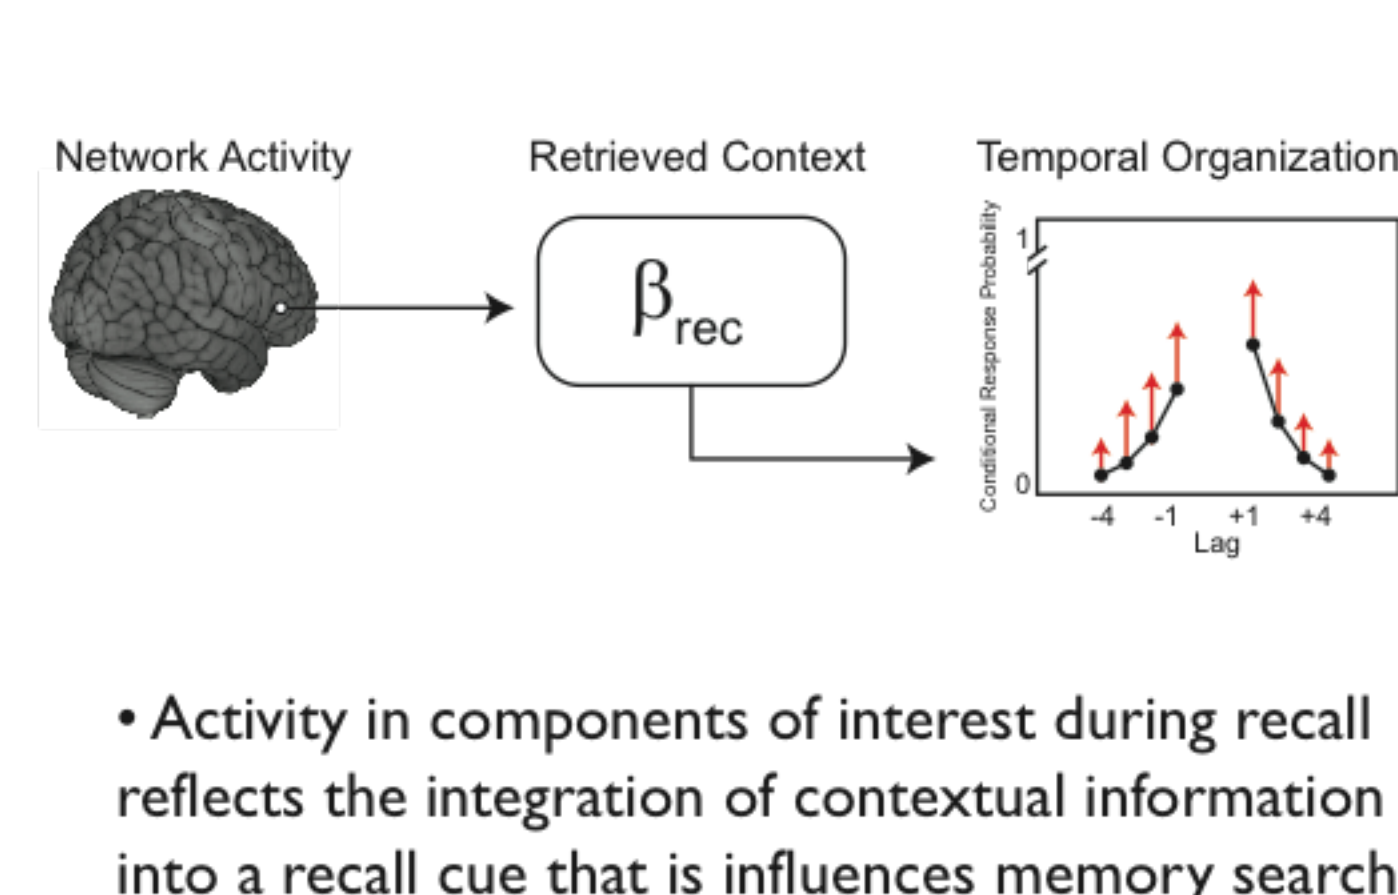 Network Activity
Retrieved Context
Temporal Organization
β rec
Conditional Response Probability
1
0
-4 -1 +1 +4
Lag
• Activity in components of interest during recall
reflects the integration of contextual information
into a recall cue that is influences memory search